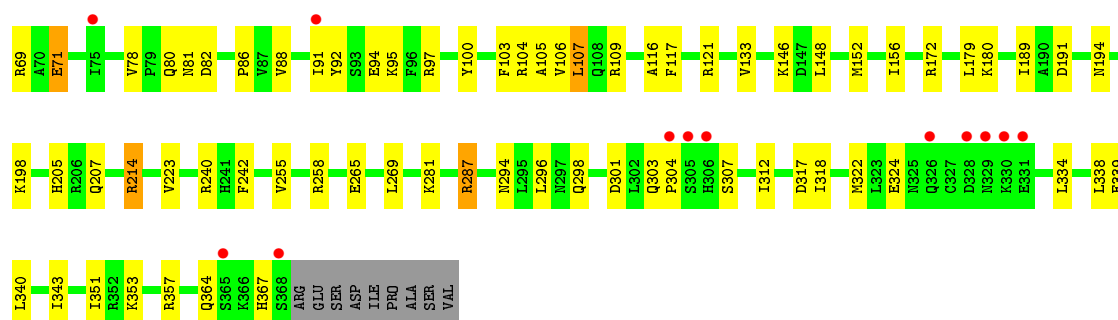 R69 A70 E71 I75 V78 P79 Q80 N81 D82 P86 V87 V88 I91 Y92 S93 E94 K95 F96 R97 Y100 F103 R104 A105 V106 L107 Q108 R109 A116 F117 R121 V133 K146 D147 L148 M152 I156 R172 L179 K180 I189 A190 D191 N194
K198 H205 R206 Q207 R214 V223 R240 H241 F242 V255 R258 E265 L269 K281 R287 N294 L295 L296 N297 Q298 D301 L302 Q303 P304 S305 H306 S307 I312 D317 I318 M322 L323 E324 N325 Q326 C327 D328 N329 K330 E331 L334 L338
L340 I343 I351 R352 K353 R357 Q364 S365 K366 H367 S368 ARG GLU SER ASP ILE PRO ALA SER VAL